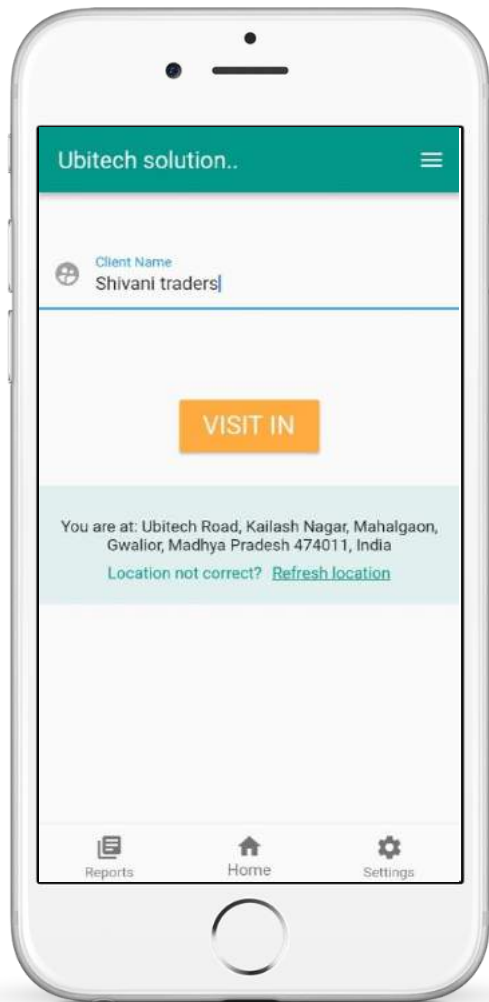 Ubitech solution..
Client Name
Shivani traders
VISIT IN
You are at: Ubitech Road, Kailash Nagar, Mahalgaon,
Gwalior, Madhya Pradesh 474011, India
Location not correct? Refresh location
Reports Home Settings